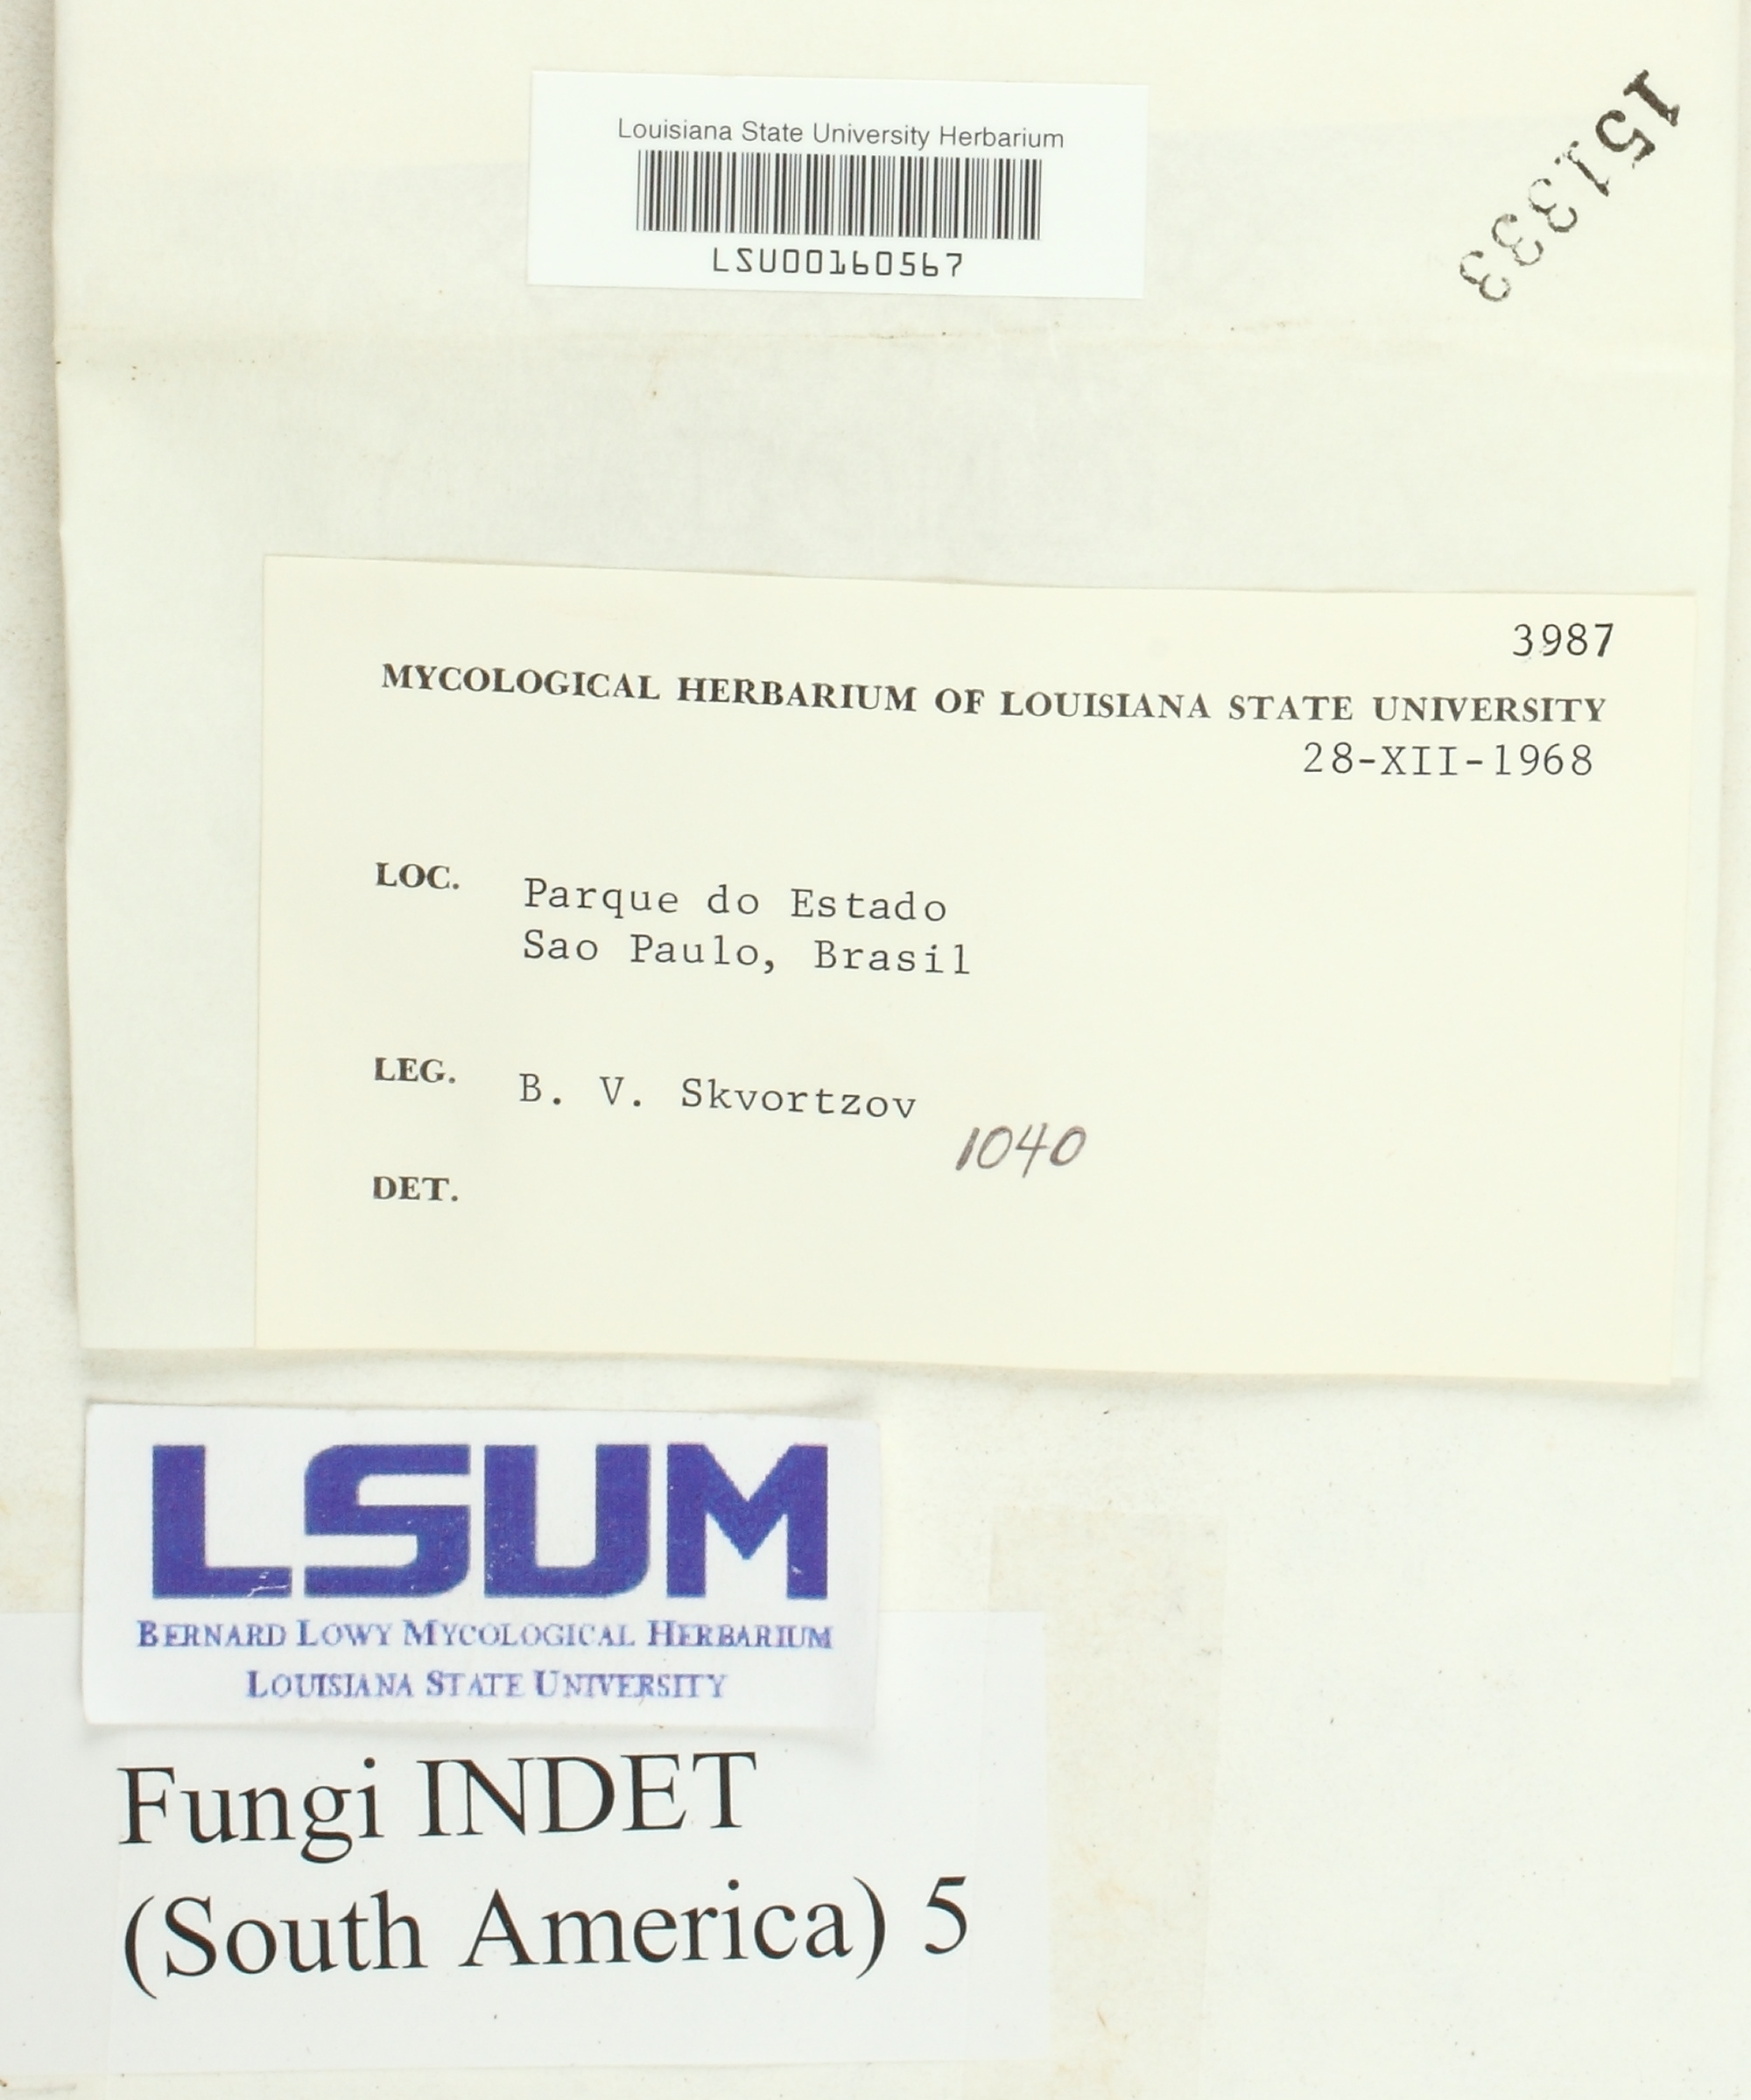 Louisiana State University Herbarium
LSU00160567
151333
3987
MYCOLOGICAL HERBARIUM OF LOUISIANA STATE UNIVERSITY
28-XII-1968
LOC. Parque do Estado
Sao Paulo, Brasil
LEG. B. V. Skvortzov
1040
DET.
LSUM
BERNARD LOWY MYCOLOGICAL HERBARIUM
LOUISIANA STATE UNIVERSITY
Fungi INDET
(South America) 5